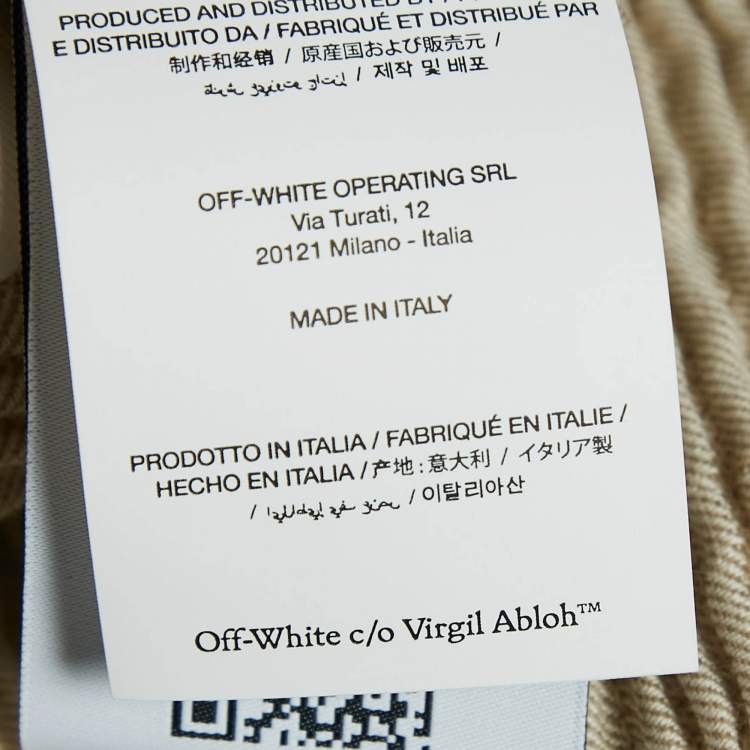 PRODUCED AND DISTRIBUTED BY /
E DISTRIBUITO DA / FABRIQUÉ ET DISTRIBUÉ PAR
制作和经销 / 原産国および販売元 /
/ 제작 및 배포
OFF-WHITE OPERATING SRL
Via Turati, 12
20121 Milano - Italia
MADE IN ITALY
PRODOTTO IN ITALIA / FABRIQUÉ EN ITALIE /
HECHO EN ITALIA / 产地 : 意大利 / イタリア製
/ / 이탈리아산
Off-White c/o Virgil Abloh™